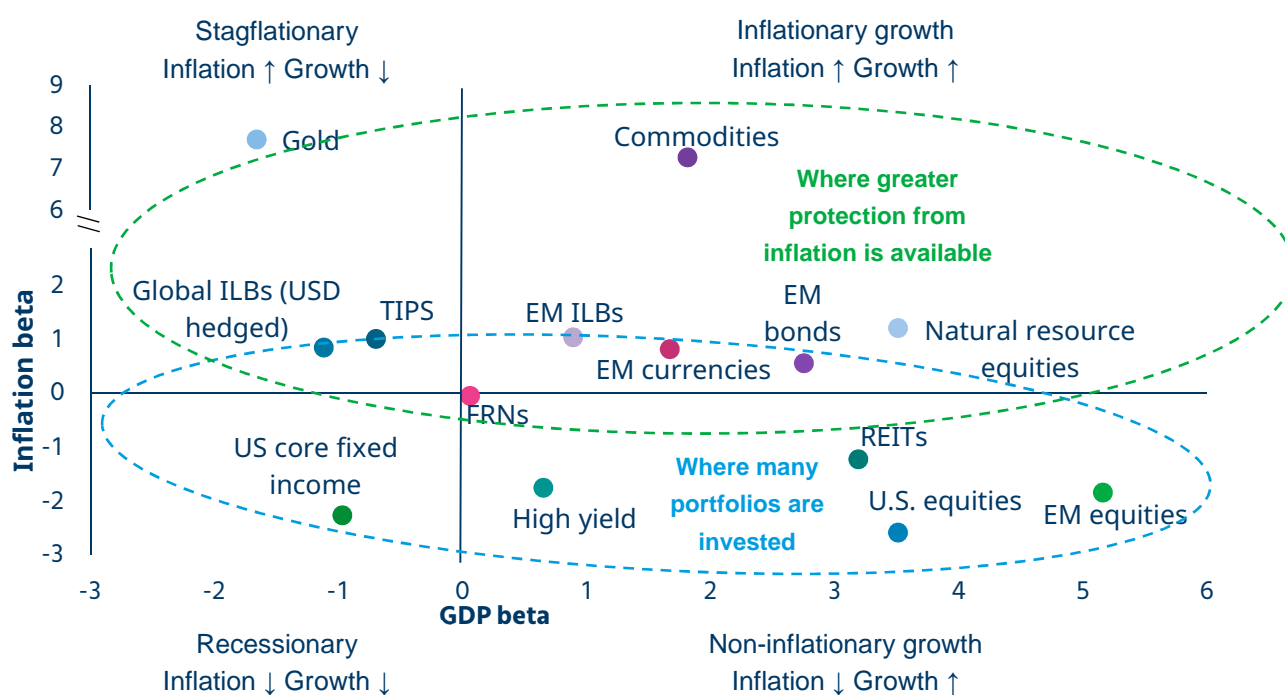 Stagflationary
Inflation ↑ Growth ↓
Inflationary growth
Inflation ↑ Growth ↑
9
8
7
6
2
1
0
-1
-2
-3
Inflation beta
Gold
Commodities
Where greater
protection from
inflation is available
Global ILBs (USD
hedged)
TIPS
EM ILBs
EM
bonds
EM currencies
Natural resource
equities
FRNs
US core fixed
income
High yield
Where many
portfolios are
invested
REITs
U.S. equities
EM equities
-3 -2 -1 0 1 2 3 4 5 6
GDP beta
Recessionary
Inflation ↓ Growth ↓
Non-inflationary growth
Inflation ↓ Growth ↑